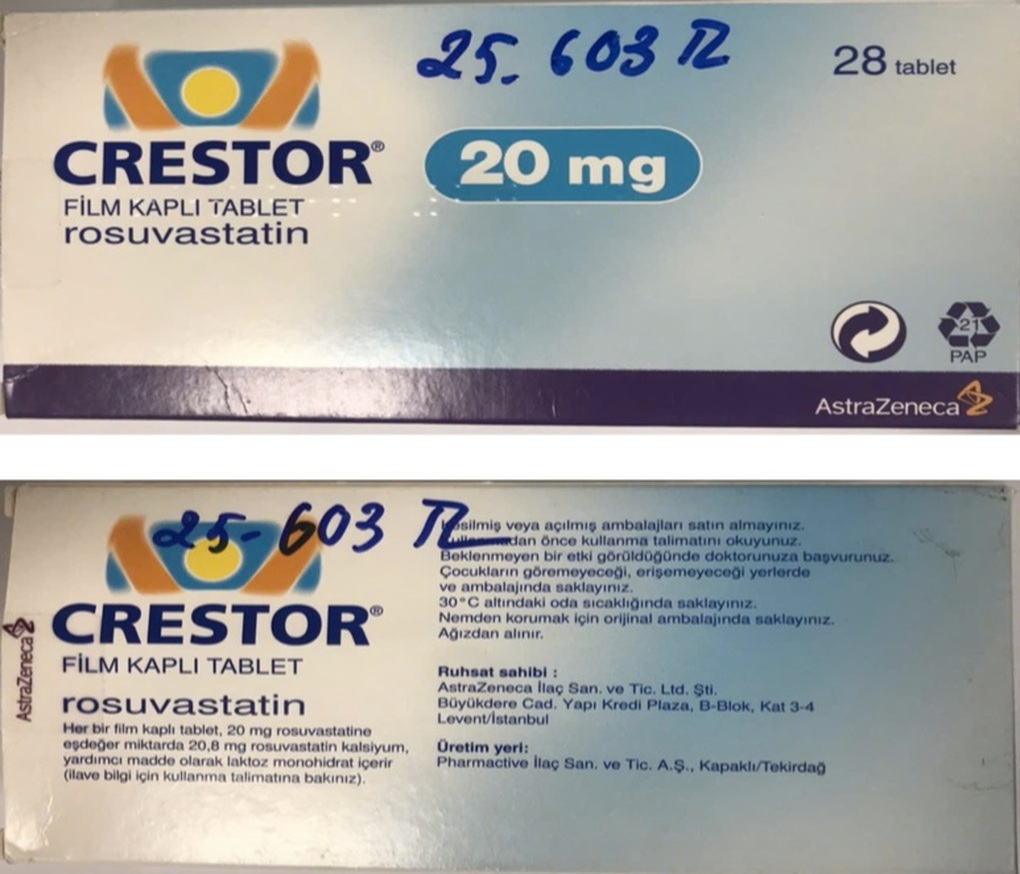 25. 603 TL
28 tablet
CRESTOR®
20 mg
FİLM KAPLI TABLET
rosuvastatin
21
PAP
AstraZeneca
25-603 TL
CRESTOR®
FİLM KAPLI TABLET
rosuvastatin
Her bir film kaplı tablet, 20 mg rosuvastatine
eşdeğer miktarda 20,8 mg rosuvastatin kalsiyum,
yardımcı madde olarak laktoz monohidrat içerir
(ilave bilgi için kullanma talimatına bakınız).
AstraZeneca
veya açılmış ambalajları satın almayınız.
önce kullanma talimatını okuyunuz.
Beklenmeyen bir etki görüldüğünde doktorunuza başvurunuz.
Çocukların göremeyeceği, erişemeyeceği yerlerde
ve ambalajında saklayınız.
30°C altındaki oda sıcaklığında saklayınız.
Nemden korumak için orijinal ambalajında saklayınız.
Ağızdan alınır.
Ruhsat sahibi :
AstraZeneca İlaç San. ve Tic. Ltd. Şti.
Büyükdere Cad. Yapı Kredi Plaza, B-Blok, Kat 3-4
Levent/İstanbul
Üretim yeri:
Pharmactive İlaç San. ve Tic. A.Ş., Kapaklı/Tekirdağ